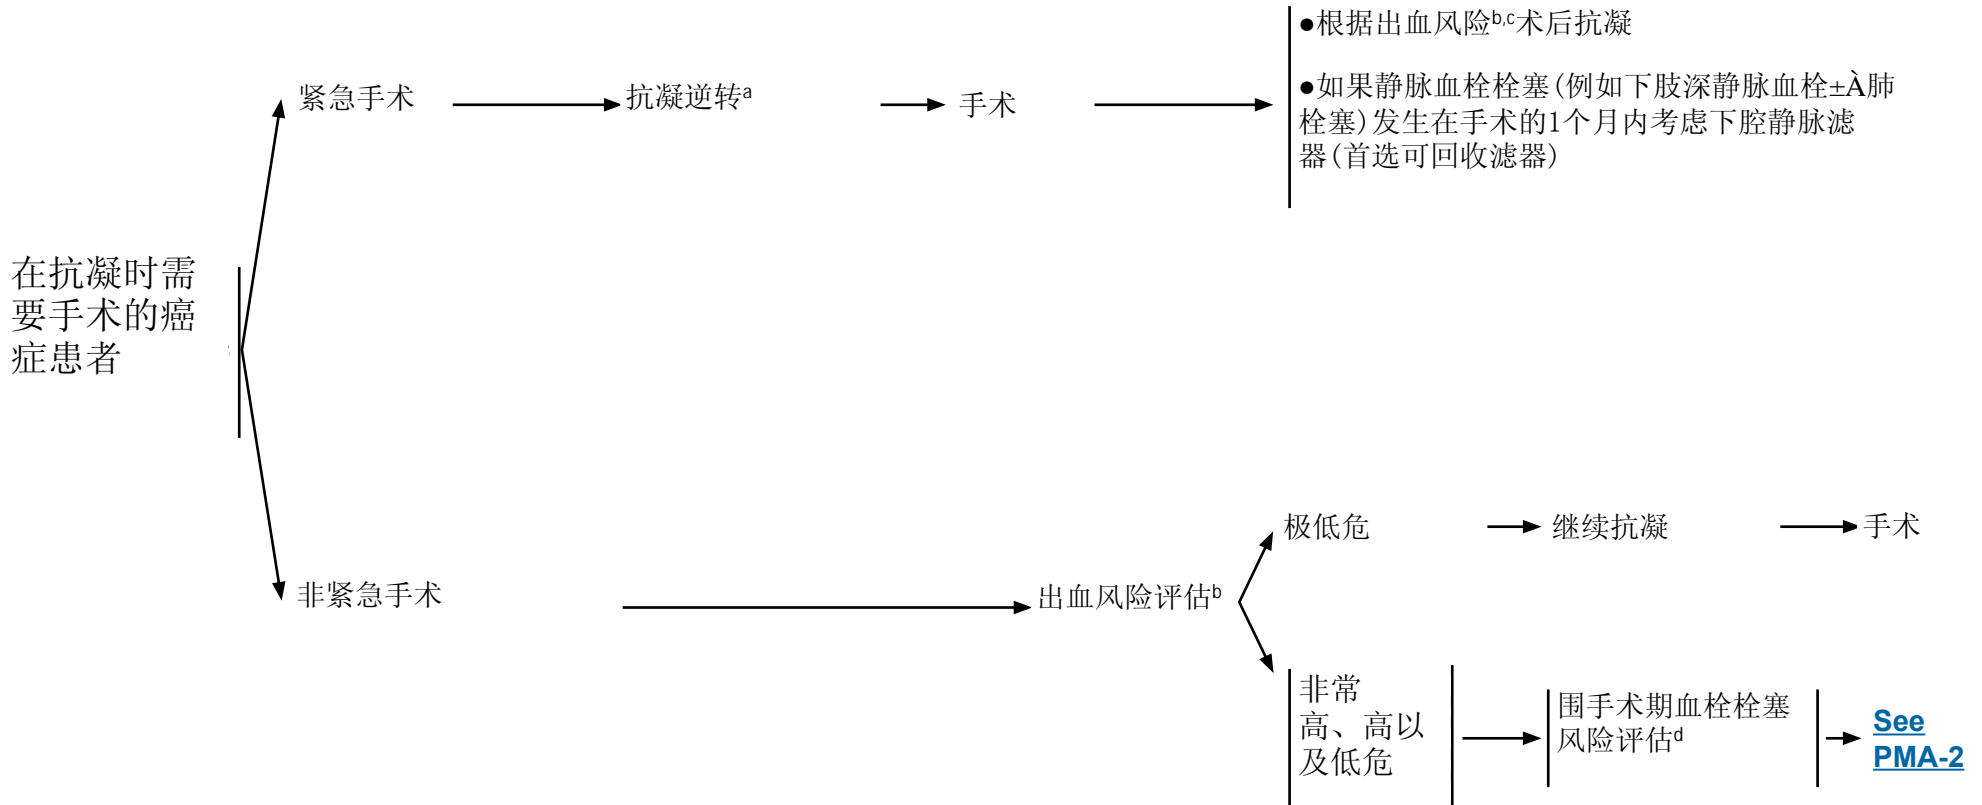 ●根据出血风险b,c术后抗凝
●如果静脉血栓栓塞(例如下肢深静脉血栓±À肺
栓塞)发生在手术的1个月内考虑下腔静脉滤
器(首选可回收滤器)
紧急手术
抗凝逆转a
手术
在抗凝时需
要手术的癌
症患者
极低危
继续抗凝
手术
非紧急手术
出血风险评估b
非常
高、高以
及低危
围手术期血栓栓塞
风险评估d
See
PMA-2